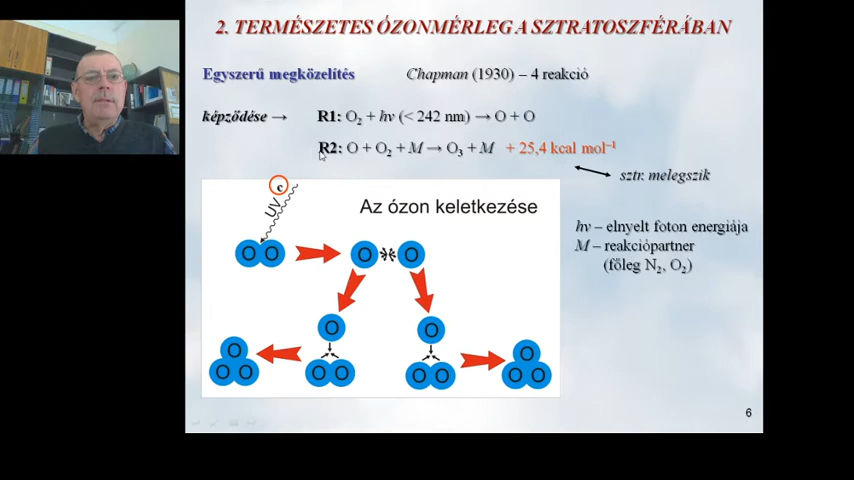 2. TERMÉSZETES ÓZONMÉRLEG A SZTRATOSZFÉRÁBAN
Egyszerű megközelítés Chapman (1930) – 4 reakció
képződése → R1: O₂ + hν (< 242 nm) → O + O
R2: O + O₂ + M → O₃ + M + 25,4 kcal mol⁻¹
sztr. melegszik
c
UV
Az ózon keletkezése
hν – elnyelt foton energiája
M – reakciópartner
(főleg N₂, O₂)
O O O O
O O
O O O O O O
O O O O
6